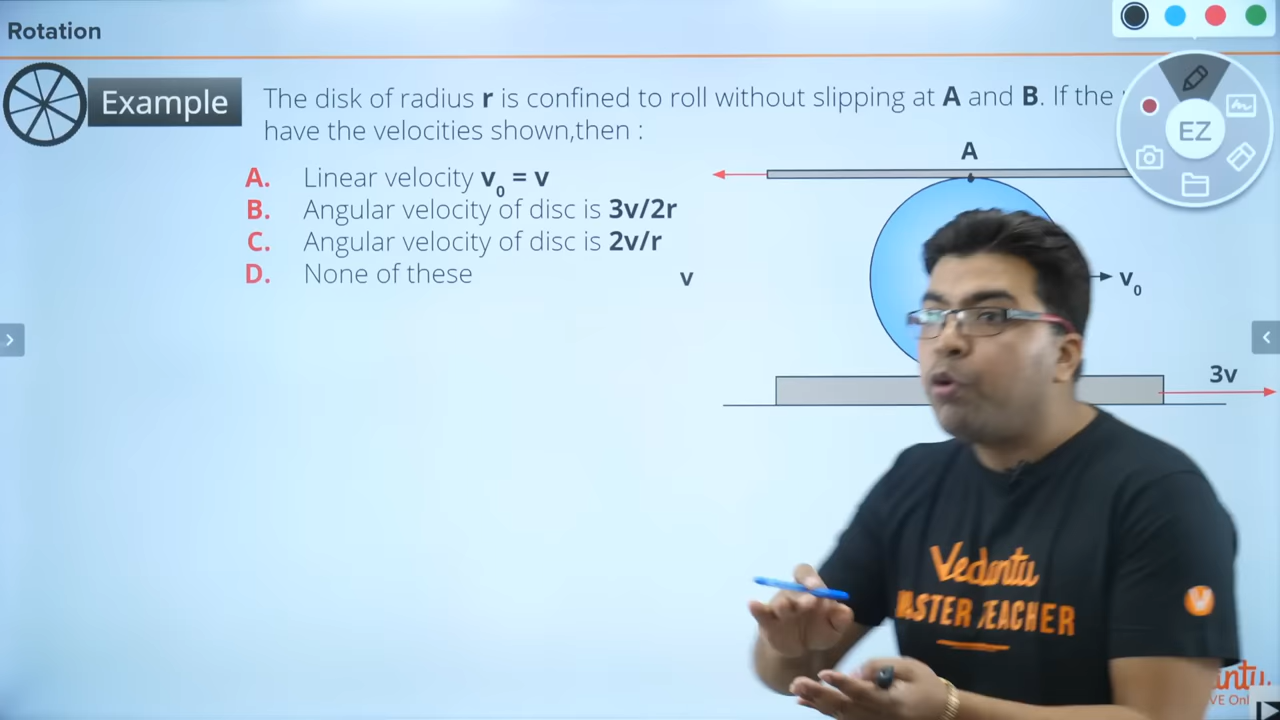 Rotation
Example
The disk of radius r is confined to roll without slipping at A and B. If the
have the velocities shown,then :
A. Linear velocity v0 = v
B. Angular velocity of disc is 3v/2r
C. Angular velocity of disc is 2v/r
D. None of these
v
A
v0
3v
EZ
Vedantu
MASTER TEACHER